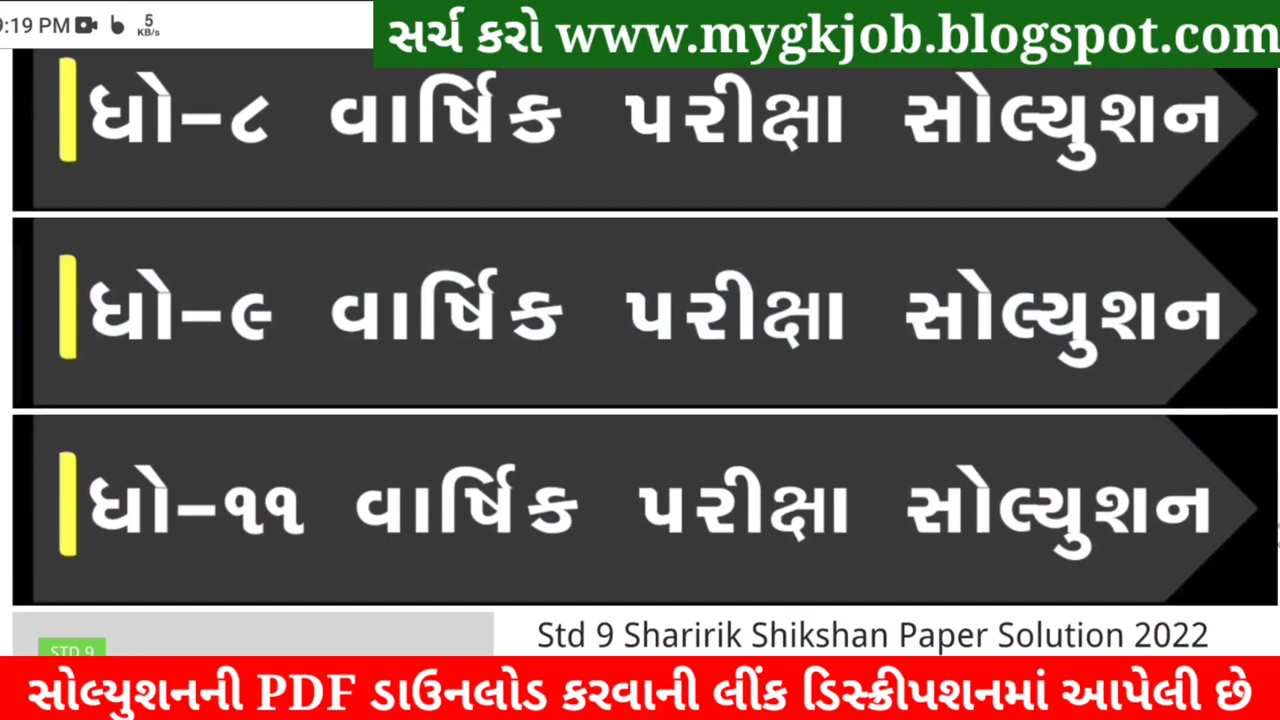 9:19 PM 5 KB/s
સર્ચ કરો www.mygkjob.blogspot.com
ધો-૮ વાર્ષિક પરીક્ષા સોલ્યુશન
ધો-૯ વાર્ષિક પરીક્ષા સોલ્યુશન
ધો-૧૧ વાર્ષિક પરીક્ષા સોલ્યુશન
STD 9
Std 9 Sharirik Shikshan Paper Solution 2022
સોલ્યુશનની PDF ડાઉનલોડ કરવાની લીંક ડિસ્ક્રીપશનમાં આપેલી છે